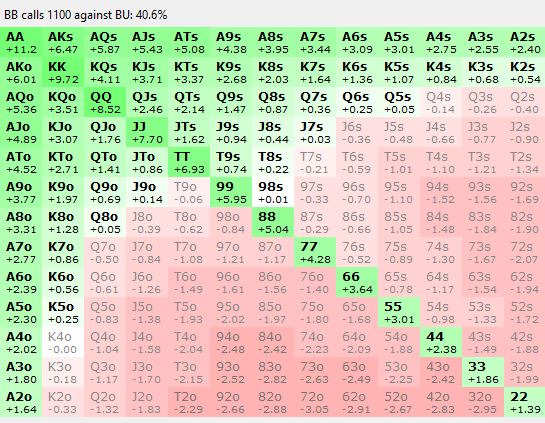 BB calls 1100 against BU: 40.6%
AA AKs AQs AJs ATs A9s A8s A7s A6s A5s A4s A3s A2s
+11.2 +6.47 +5.87 +5.43 +5.08 +4.38 +3.95 +3.44 +3.09 +3.01 +2.75 +2.55 +2.40
AKo KK KQs KJs KTs K9s K8s K7s K6s K5s K4s K3s K2s
+6.01 +9.72 +4.11 +3.71 +3.37 +2.68 +2.03 +1.64 +1.36 +1.07 +0.84 +0.68 +0.54
AQo KQo QQ QJs QTs Q9s Q8s Q7s Q6s Q5s Q4s Q3s Q2s
+5.36 +3.51 +8.52 +2.46 +2.14 +1.47 +0.87 +0.36 +0.25 +0.05 -0.14 -0.26 -0.40
AJo KJo QJo JJ JTs J9s J8s J7s J6s J5s J4s J3s J2s
+4.89 +3.07 +1.76 +7.70 +1.62 +0.94 +0.44 +0.03 -0.36 -0.48 -0.66 -0.77 -0.90
ATo KTo QTo JTo TT T9s T8s T7s T6s T5s T4s T3s T2s
+4.52 +2.71 +1.41 +0.86 +6.93 +0.74 +0.22 -0.21 -0.59 -1.01 -1.10 -1.21 -1.34
A9o K9o Q9o J9o T9o 99 98s 97s 96s 95s 94s 93s 92s
+3.77 +1.97 +0.69 +0.14 -0.06 +5.95 +0.01 -0.33 -0.70 -1.10 -1.52 -1.56 -1.69
A8o K8o Q8o J8o T8o 98o 88 87s 86s 85s 84s 83s 82s
+3.31 +1.28 +0.05 -0.39 -0.62 -0.84 +5.04 -0.29 -0.66 -1.05 -1.48 -1.84 -1.90
A7o K7o Q7o J7o T7o 97o 87o 77 76s 75s 74s 73s 72s
+2.77 +0.86 -0.50 -0.84 -1.08 -1.21 -1.17 +4.28 -0.52 -0.89 -1.30 -1.67 -2.07
A6o K6o Q6o J6o T6o 96o 86o 76o 66 65s 64s 63s 62s
+2.39 +0.56 -0.61 -1.26 -1.49 -1.61 -1.56 -1.40 +3.64 -0.78 -1.17 -1.54 -1.94
A5o K5o Q5o J5o T5o 95o 85o 75o 65o 55 54s 53s 52s
+2.30 +0.25 -0.83 -1.38 -1.93 -2.02 -1.97 -1.80 -1.68 +3.01 -0.98 -1.33 -1.72
A4o K4o Q4o J4o T4o 94o 84o 74o 64o 54o 44 43s 42s
+2.02 -0.00 -1.04 -1.58 -2.04 -2.48 -2.42 -2.23 -2.09 -1.88 +2.38 -1.49 -1.88
A3o K3o Q3o J3o T3o 93o 83o 73o 63o 53o 43o 33 32s
+1.80 -0.18 -1.17 -1.70 -2.15 -2.52 -2.82 -2.63 -2.49 -2.25 -2.42 +1.86 -1.99
A2o K2o Q2o J2o T2o 92o 82o 72o 62o 52o 42o 32o 22
+1.64 -0.33 -1.32 -1.83 -2.29 -2.66 -2.88 -3.05 -2.91 -2.67 -2.83 -2.95 +1.39